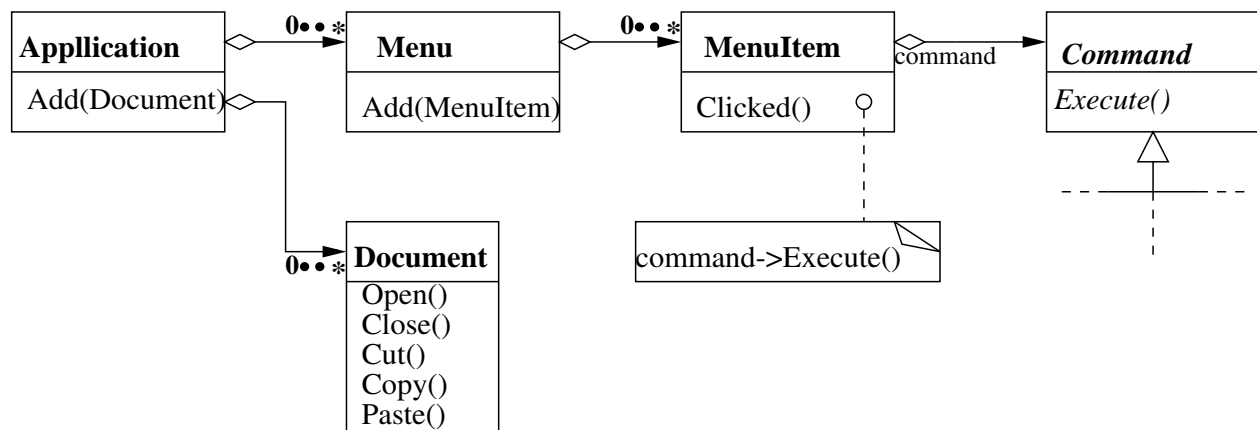 Appllication
Add(Document)
0••*
Menu
Add(MenuItem)
0••*
MenuItem
Clicked()
command
Command
Execute()
command->Execute()
0••*
Document
Open()
Close()
Cut()
Copy()
Paste()